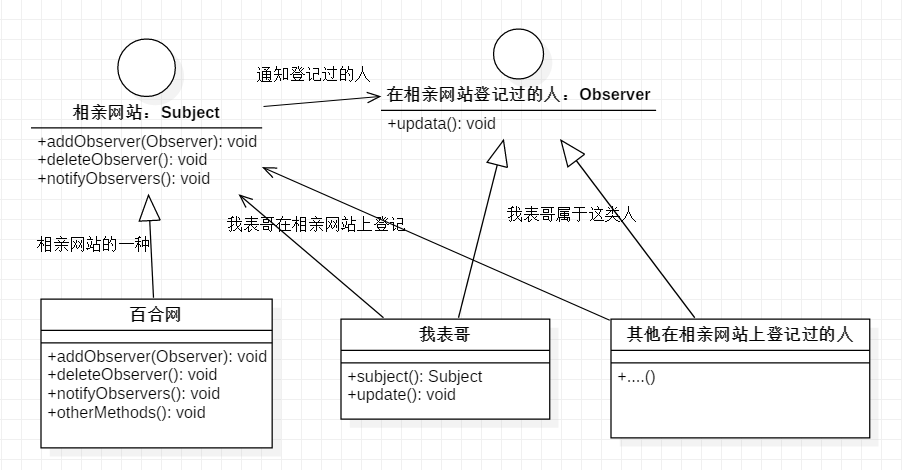 通知登记过的人
相亲网站：Subject
在相亲网站登记过的人：Observer
+addObserver(Observer): void
+deleteObserver(): void
+notifyObservers(): void
+updata(): void
我表哥在相亲网站上登记
我表哥属于这类人
相亲网站的一种
百合网
+addObserver(Observer): void
+deleteObserver(): void
+notifyObservers(): void
+otherMethods(): void
我表哥
+subject(): Subject
+update(): void
其他在相亲网站上登记过的人
+....()